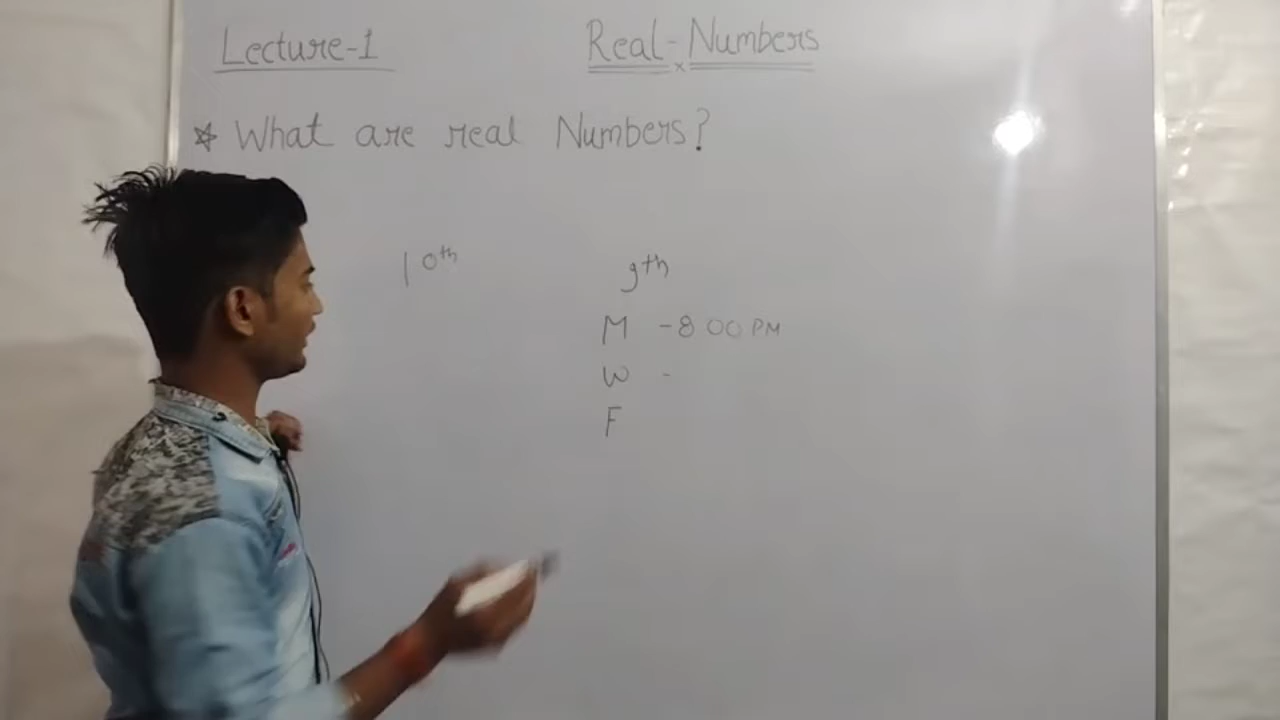 Lecture-1
Real-Numbers
What are real Numbers?
10th
9th
M - 8 00 PM
W -
F